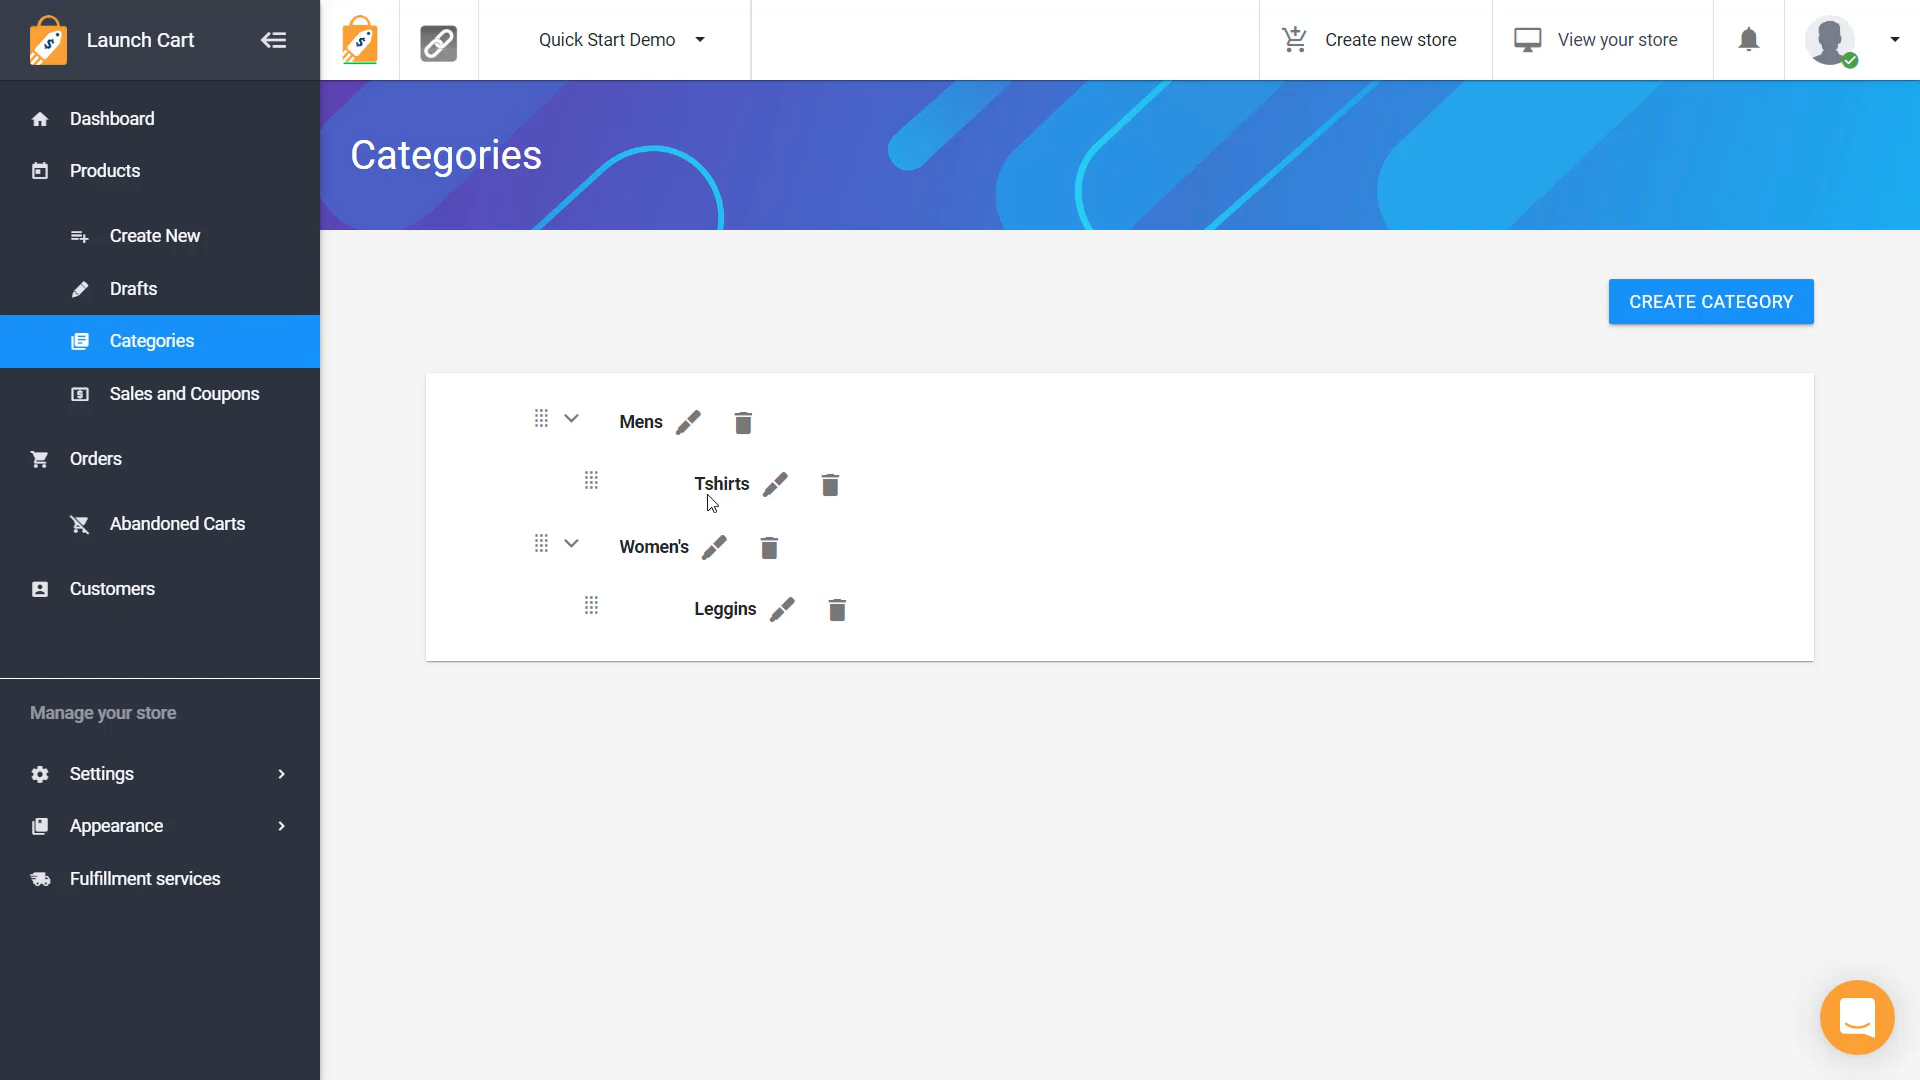 Launch Cart
Quick Start Demo
Create new store
View your store
Dashboard
Products
Create New
Drafts
Categories
Sales and Coupons
Orders
Abandoned Carts
Customers
Manage your store
Settings
Appearance
Fulfillment services
Categories
CREATE CATEGORY
Mens
Tshirts
Women's
Leggins